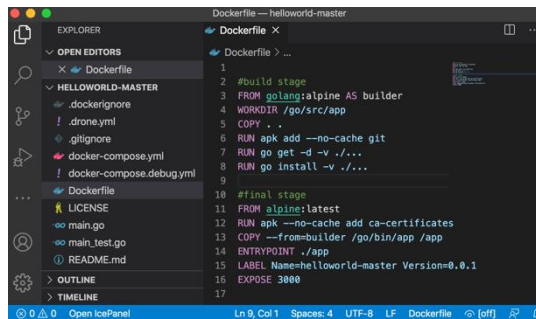 Dockerfile — helloworld-master
EXPLORER
Dockerfile ×
OPEN EDITORS
× Dockerfile
HELLOWORLD-MASTER
.dockerignore
.drone.yml
.gitignore
docker-compose.yml
docker-compose.debug.yml
Dockerfile
LICENSE
main.go
main_test.go
README.md
OUTLINE
TIMELINE
Dockerfile > ...
1
2 #build stage
3 FROM golang:alpine AS builder
4 WORKDIR /go/src/app
5 COPY . .
6 RUN apk add --no-cache git
7 RUN go get -d -v ./...
8 RUN go install -v ./...
9
10 #final stage
11 FROM alpine:latest
12 RUN apk --no-cache add ca-certificates
13 COPY --from=builder /go/bin/app /app
14 ENTRYPOINT ./app
15 LABEL Name=helloworld-master Version=0.0.1
16 EXPOSE 3000
17
0 0 Open IcePanel Ln 9, Col 1 Spaces: 4 UTF-8 LF Dockerfile [off]